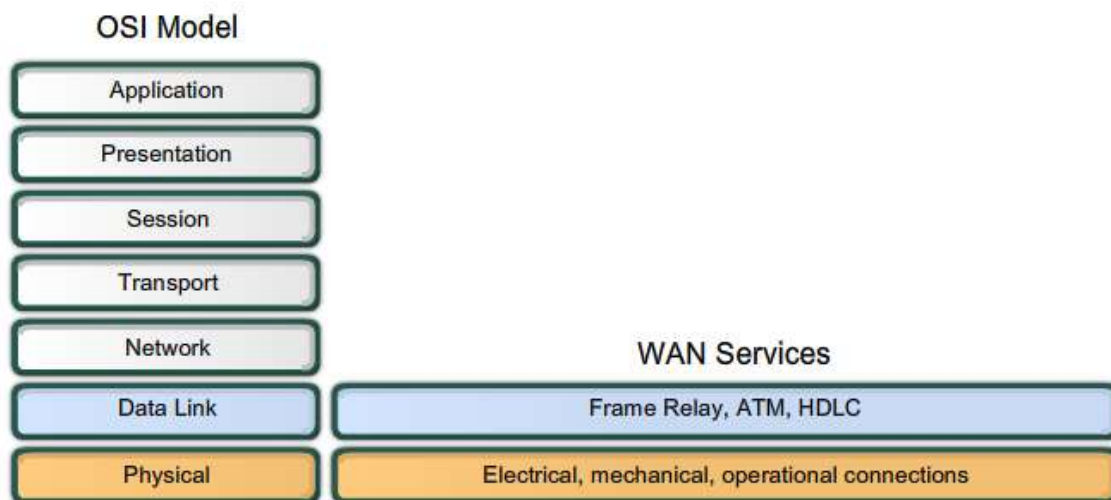 OSI Model
Application
Presentation
Session
Transport
Network
WAN Services
Data Link
Frame Relay, ATM, HDLC
Physical
Electrical, mechanical, operational connections